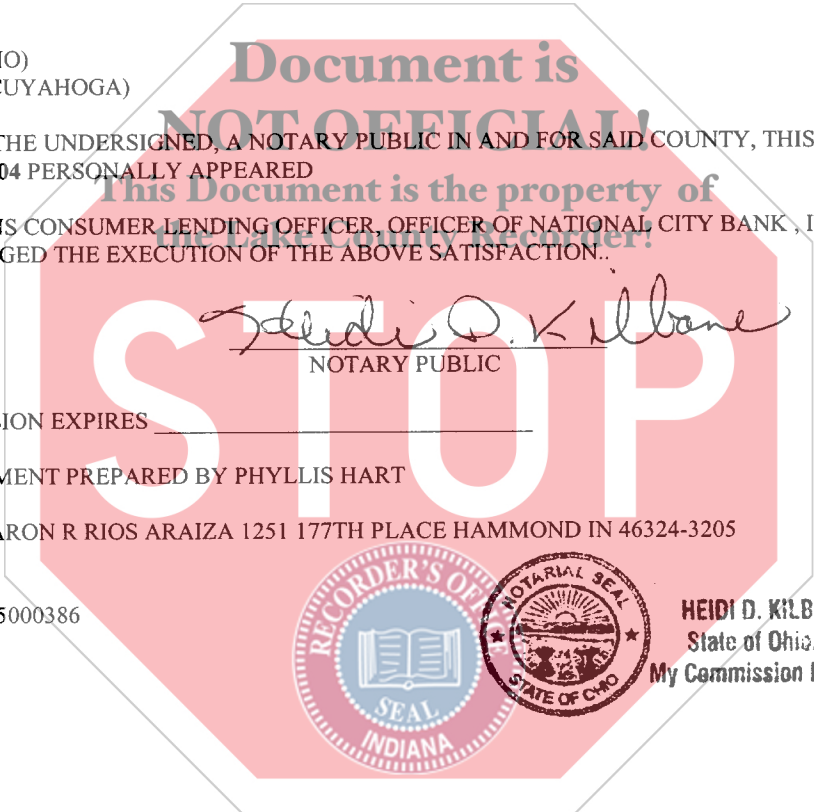 IO)
CUYAHOGA)
Document is
NOT OFFICIAL!
THE UNDERSIGNED, A NOTARY PUBLIC IN AND FOR SAID COUNTY, THIS
04 PERSONALLY APPEARED
This Document is the property of
the Lake County Recorder!
NS CONSUMER LENDING OFFICER, OFFICER OF NATIONAL CITY BANK , I
GED THE EXECUTION OF THE ABOVE SATISFACTION..
Heidi D. Kilbane
NOTARY PUBLIC
STOP
ION EXPIRES
MENT PREPARED BY PHYLLIS HART
ARON R RIOS ARAIZA 1251 177TH PLACE HAMMOND IN 46324-3205
5000386
RECORDER'S OFFICE
SEAL
INDIANA
NOTARIAL SEAL
STATE OF OHIO
HEIDI D. KILB
State of Ohio
My Commission